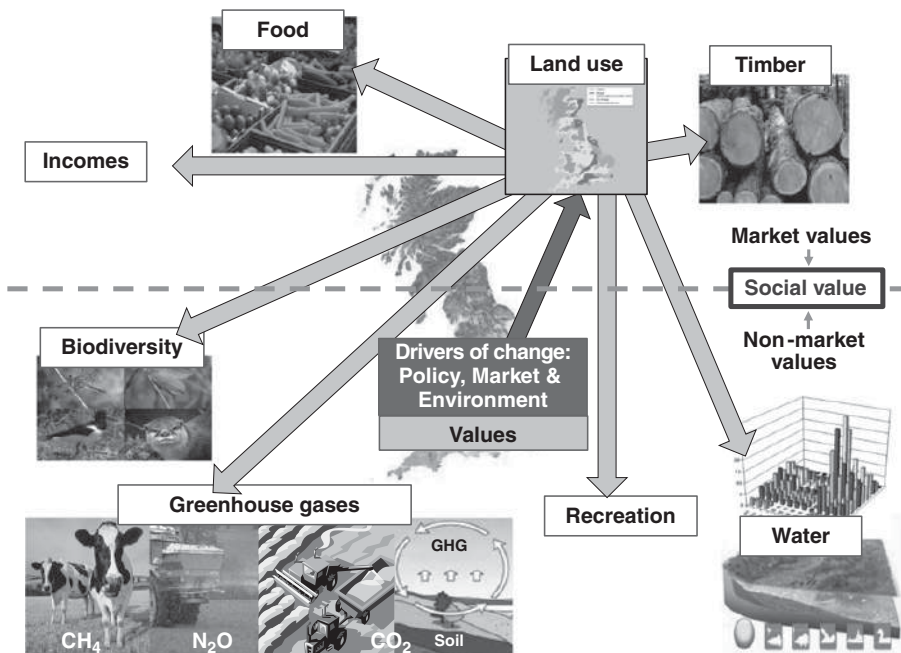 Food
Land use
Timber
Incomes
Market values
Social value
Non-market
values
Biodiversity
Drivers of change:
Policy, Market &
Environment
Values
Greenhouse gases
Recreation
Water
GHG
CH₄
N₂O
CO₂
Soil